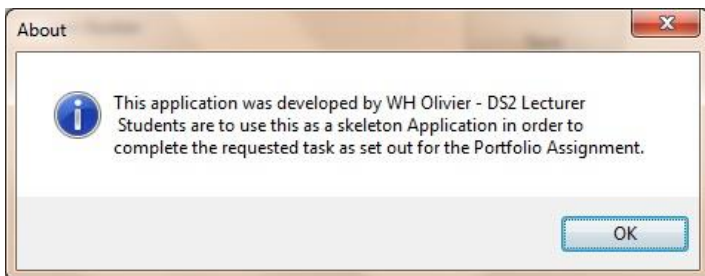 About
This application was developed by WH Olivier - DS2 Lecturer
Students are to use this as a skeleton Application in order to
complete the requested task as set out for the Portfolio Assignment.
OK